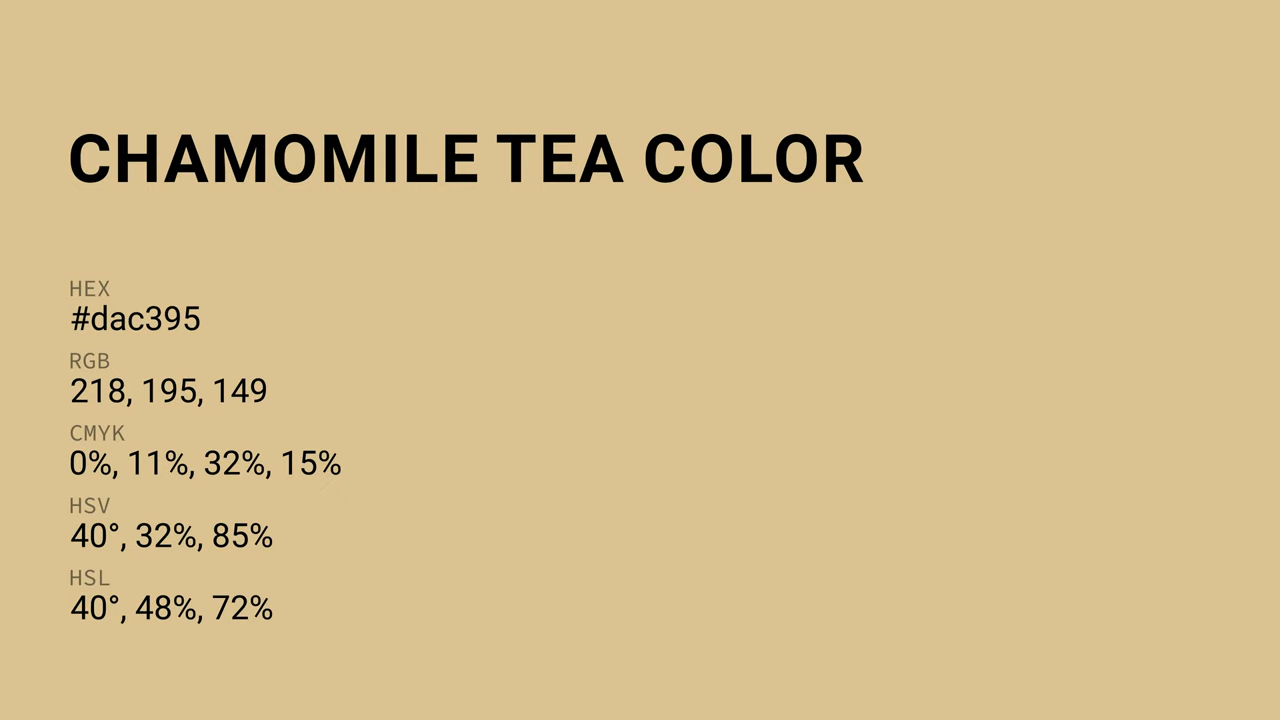 CHAMOMILE TEA COLOR
HEX
#dac395
RGB
218, 195, 149
CMYK
0%, 11%, 32%, 15%
HSV
40°, 32%, 85%
HSL
40°, 48%, 72%